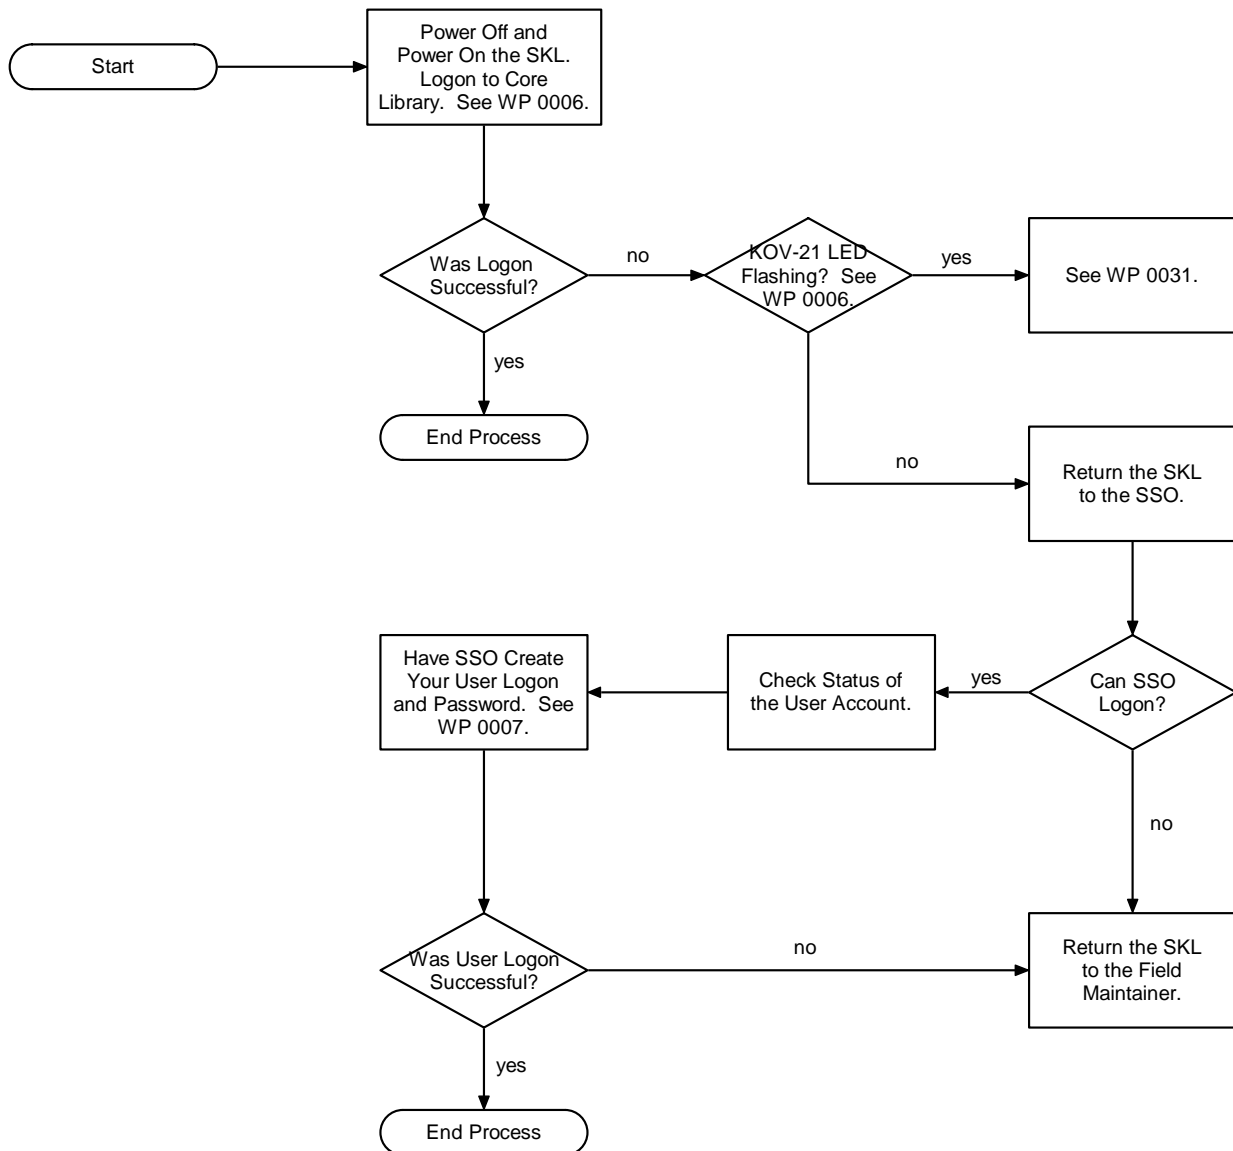 Start
Power Off and
Power On the SKL.
Logon to Core
Library. See WP 0006.
Was Logon
Successful?
no
KOV-21 LED
Flashing? See
WP 0006.
yes
See WP 0031.
yes
End Process
no
Return the SKL
to the SSO.
Have SSO Create
Your User Logon
and Password. See
WP 0007.
Check Status of
the User Account.
yes
Can SSO
Logon?
no
Was User Logon
Successful?
no
Return the SKL
to the Field
Maintainer.
yes
End Process